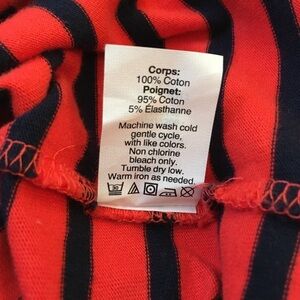 Corps:
100% Coton
Poignet:
95% Coton
5% Élasthanne
Machine wash cold
gentle cycle,
with like colors.
Non chlorine
bleach only.
Tumble dry low.
Warm iron as needed.